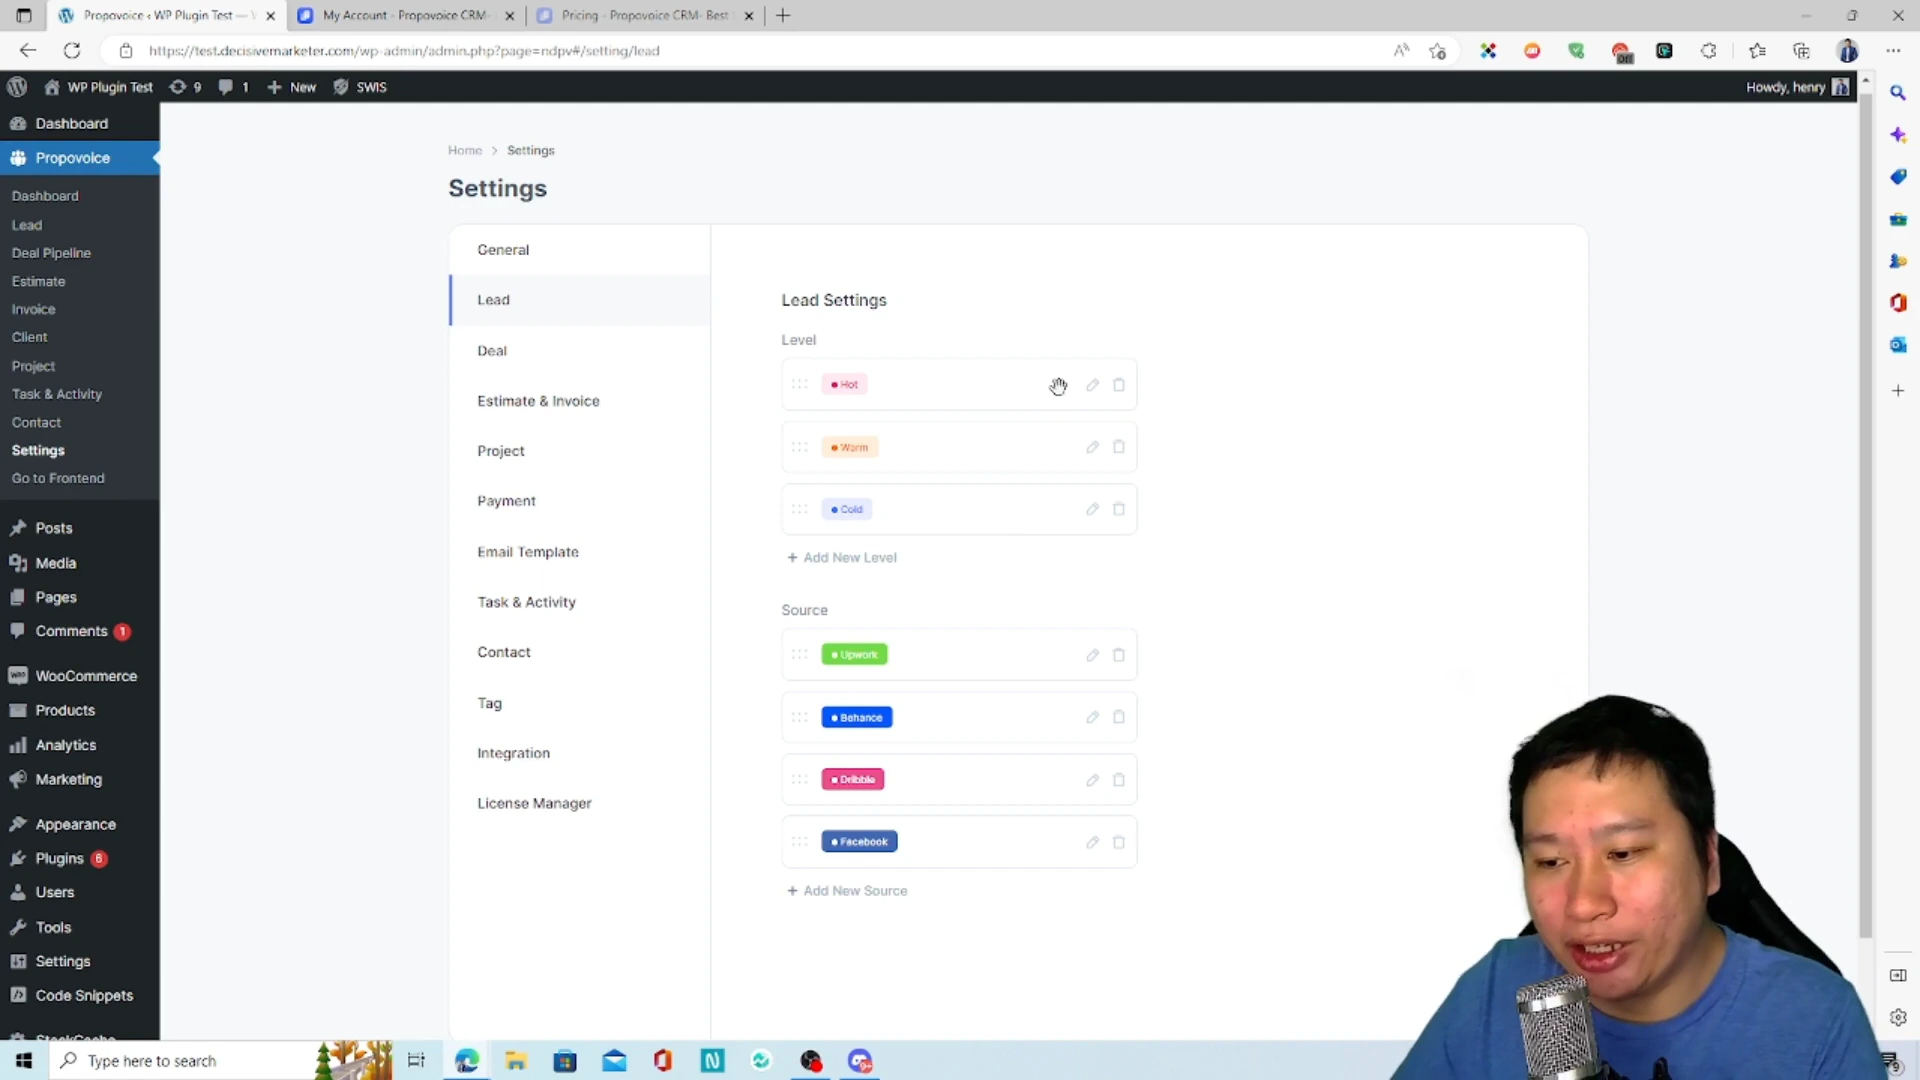 Propovoice ‹ WP Plugin Test —
My Account - Propovoice CRM-
Pricing - Propovoice CRM- Best
https://test.decisivemarketer.com/wp-admin/admin.php?page=ndpv#/setting/lead
WP Plugin Test
9
1
New
SWIS
Howdy, henry
Dashboard
Propovoice
Dashboard
Lead
Deal Pipeline
Estimate
Invoice
Client
Project
Task & Activity
Contact
Settings
Go to Frontend
Posts
Media
Pages
Comments 1
WooCommerce
Products
Analytics
Marketing
Appearance
Plugins 6
Users
Tools
Settings
Code Snippets
Home > Settings
Settings
General
Lead
Deal
Estimate & Invoice
Project
Payment
Email Template
Task & Activity
Contact
Tag
Integration
License Manager
Lead Settings
Level
Hot
Warm
Cold
+ Add New Level
Source
Upwork
Behance
Dribble
Facebook
+ Add New Source
Type here to search